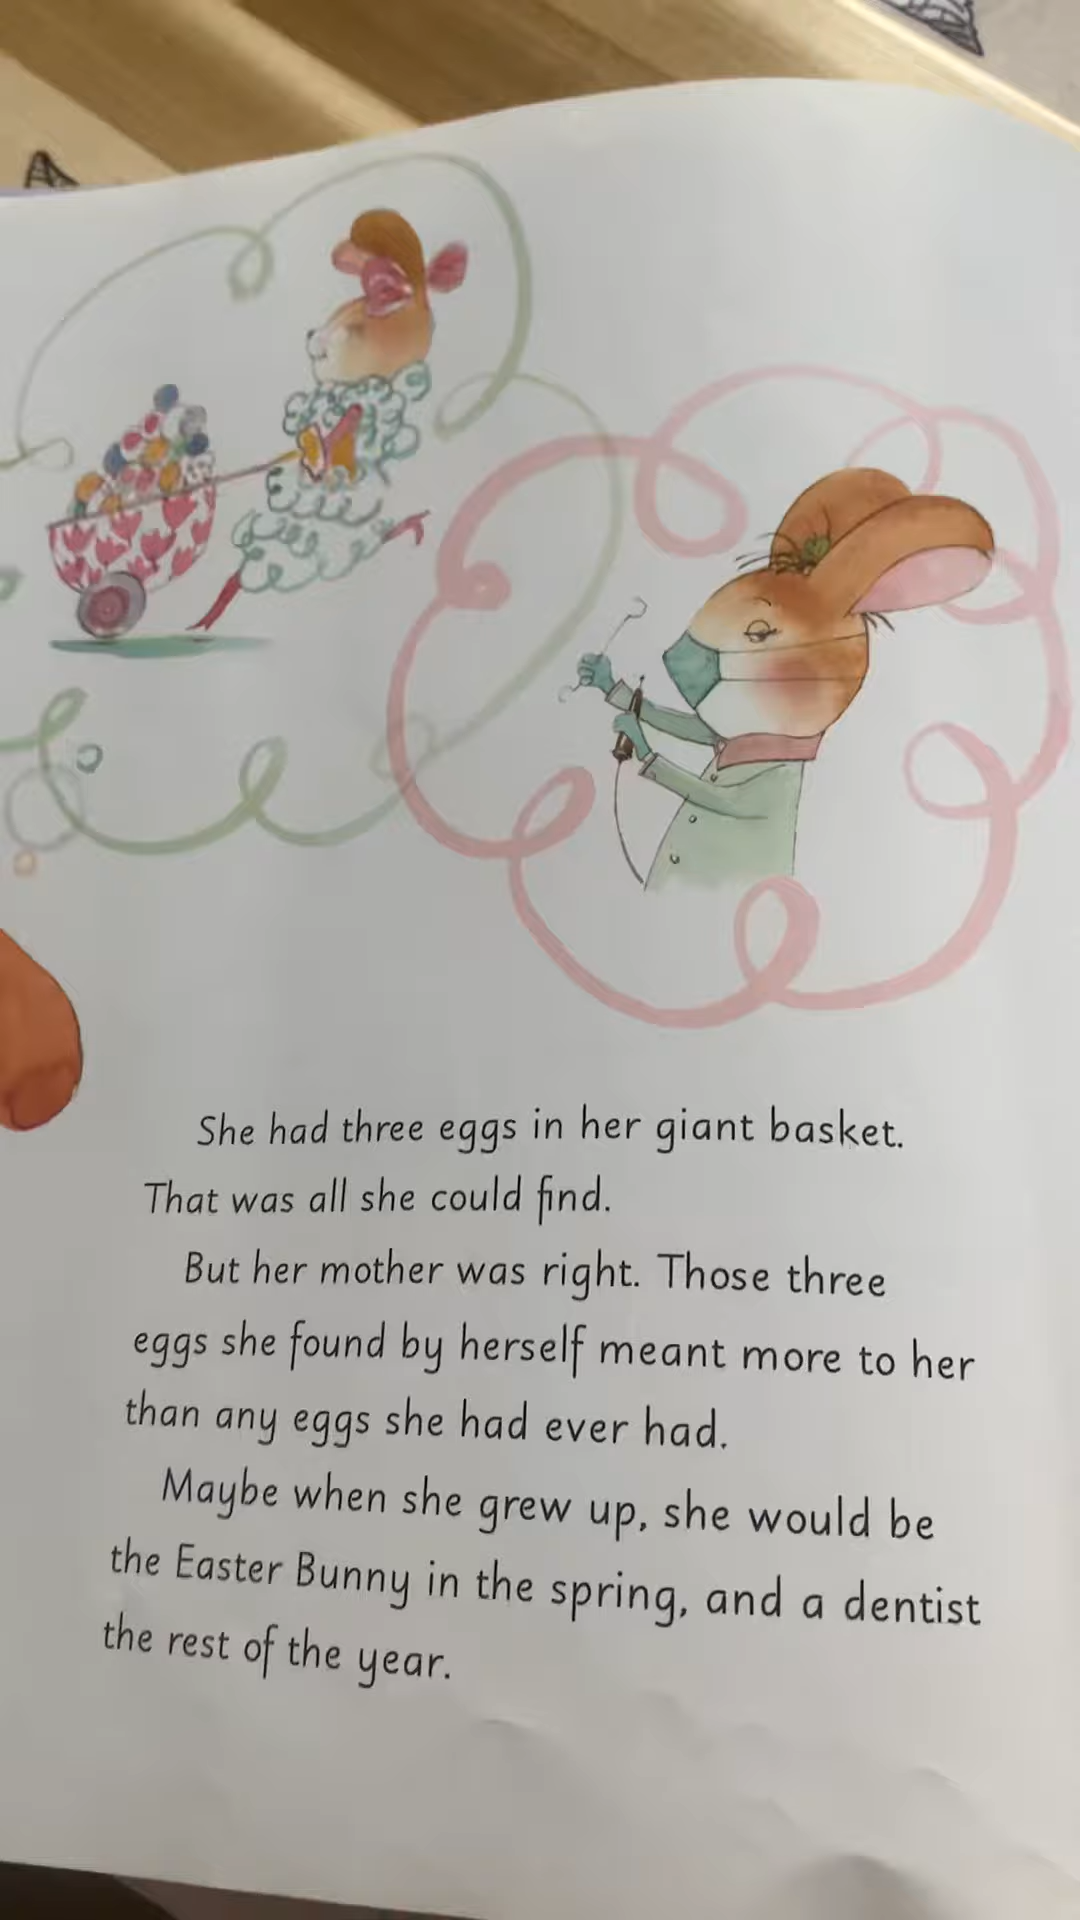 She had three eggs in her giant basket.
That was all she could find.
But her mother was right. Those three
eggs she found by herself meant more to her
than any eggs she had ever had.
Maybe when she grew up, she would be
the Easter Bunny in the spring, and a dentist
the rest of the year.